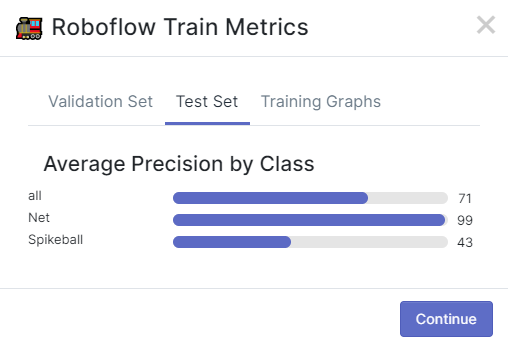 Roboflow Train Metrics
Validation Set Test Set Training Graphs
Average Precision by Class
all 71
Net 99
Spikeball 43
Continue